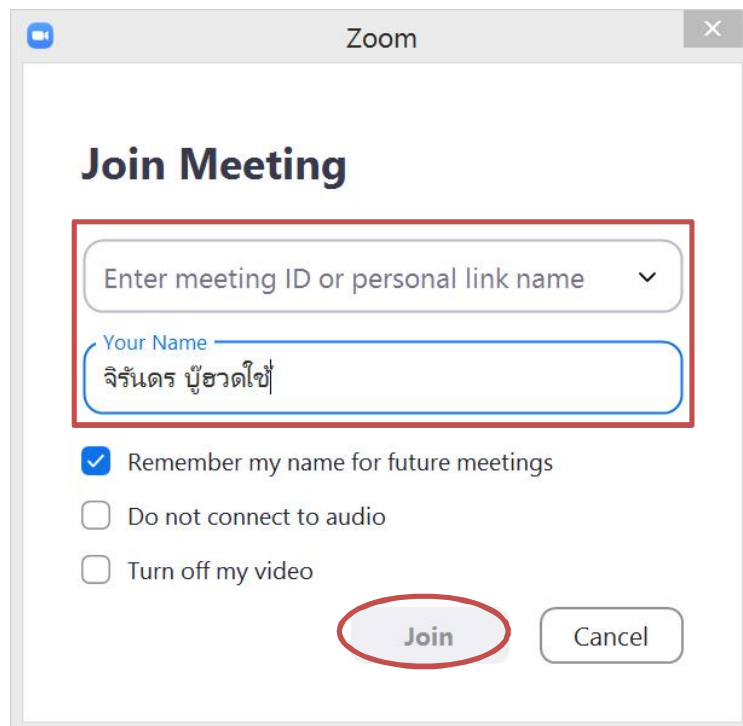 Zoom
Join Meeting
Enter meeting ID or personal link name
Your Name
จิรันดร บู๊ฮวดใช้
Remember my name for future meetings
Do not connect to audio
Turn off my video
Join
Cancel